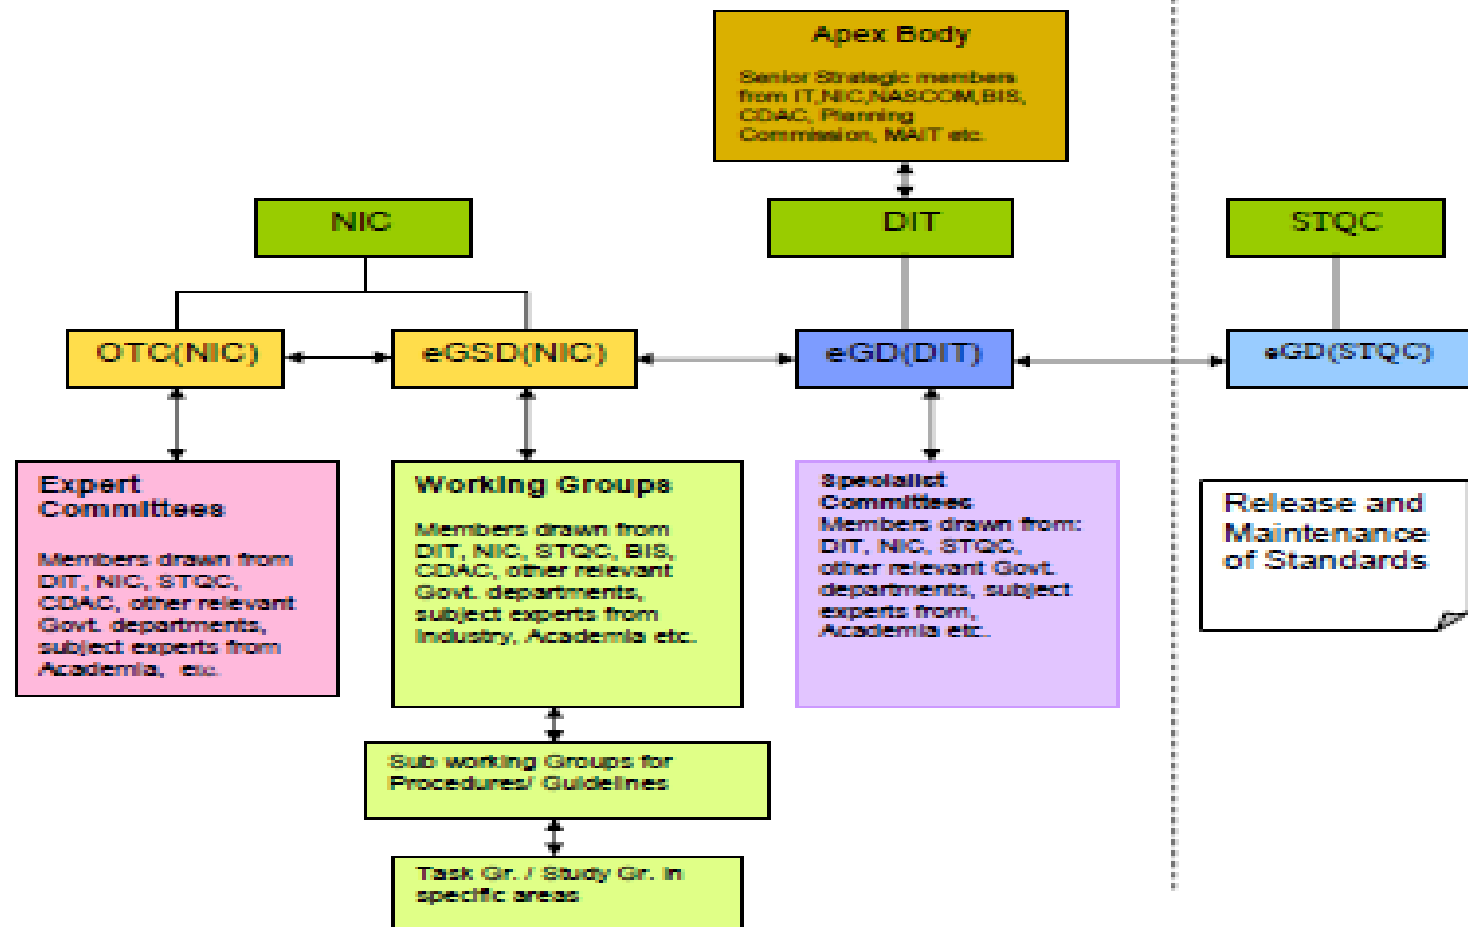 Apex Body
Senior Strategic members
from IT,NIC,NASCOM,BIS,
CDAC, Planning
Commission, MAIT etc.
NIC
DIT
STQC
OTC(NIC)
eGSD(NIC)
eGD(DIT)
eGD(STQC)
Expert
Committees
Members drawn from
DIT, NIC, STQC,
CDAC, other relevant
Govt. departments,
subject experts from
Academia, etc.
Working Groups
Members drawn from
DIT, NIC, STQC, BIS,
CDAC, other relevant
Govt. departments,
subject experts from
Industry, Academia etc.
Specialist
Committees
Members drawn from:
DIT, NIC, STQC,
other relevant Govt.
departments, subject
experts from,
Academia etc.
Release and
Maintenance
of Standards
Sub working Groups for
Procedures/ Guidelines
Task Gr. / Study Gr. in
specific areas